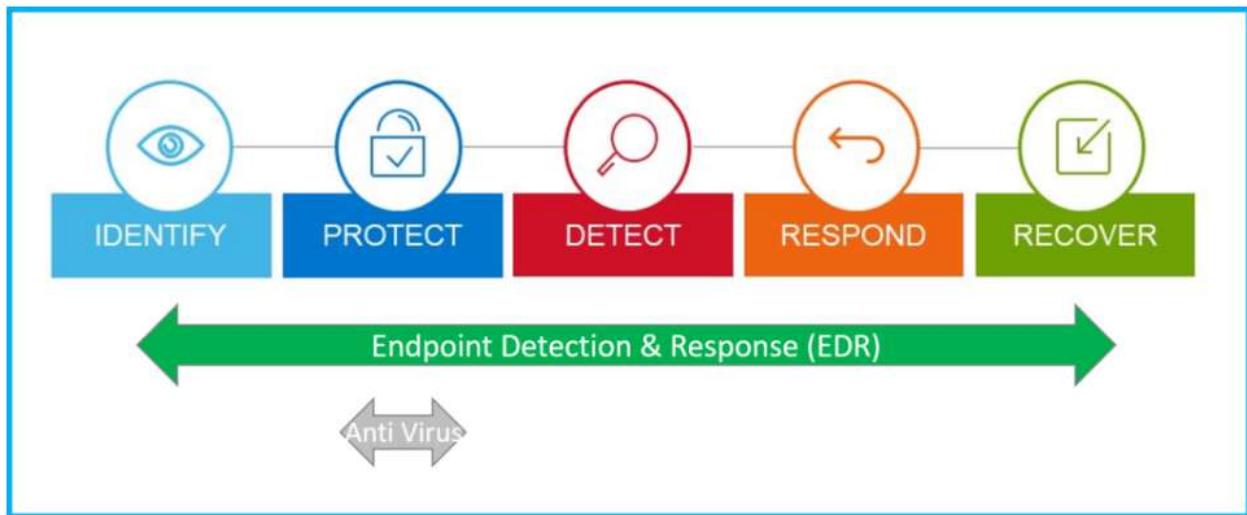 IDENTIFY
PROTECT
DETECT
RESPOND
RECOVER
Endpoint Detection & Response (EDR)
Anti Virus